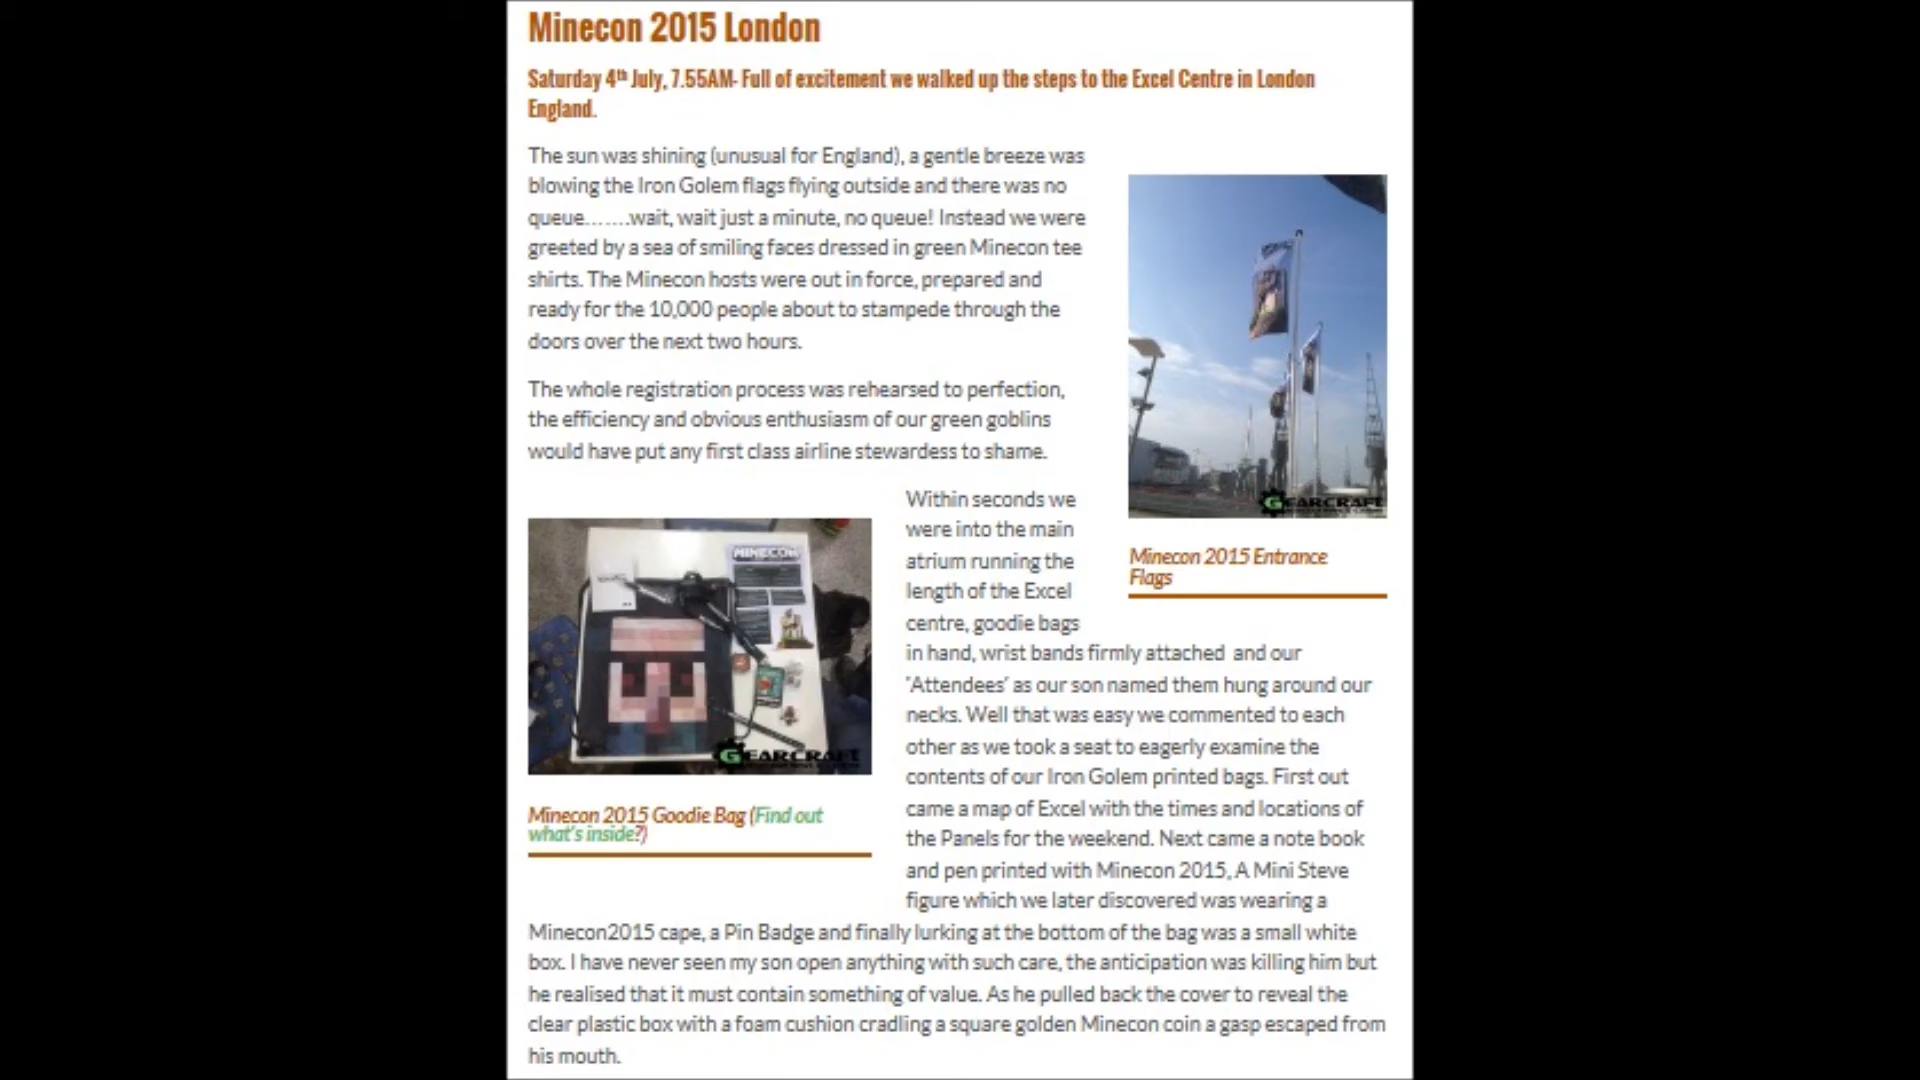 Minecon 2015 London
Saturday 4th July, 7.55AM- Full of excitement we walked up the steps to the Excel Centre in London
England.
The sun was shining (unusual for England), a gentle breeze was
blowing the Iron Golem flags flying outside and there was no
queue…….wait, wait just a minute, no queue! Instead we were
greeted by a sea of smiling faces dressed in green Minecon tee
shirts. The Minecon hosts were out in force, prepared and
ready for the 10,000 people about to stampede through the
doors over the next two hours.
The whole registration process was rehearsed to perfection,
the efficiency and obvious enthusiasm of our green goblins
would have put any first class airline stewardess to shame.
GEARCRAFT
Minecon 2015 Entrance
Flags
MINECON
GEARCRAFT
Minecon 2015 Goodie Bag (Find out
what's inside?)
Within seconds we
were into the main
atrium running the
length of the Excel
centre, goodie bags
in hand, wrist bands firmly attached and our
'Attendees' as our son named them hung around our
necks. Well that was easy we commented to each
other as we took a seat to eagerly examine the
contents of our Iron Golem printed bags. First out
came a map of Excel with the times and locations of
the Panels for the weekend. Next came a note book
and pen printed with Minecon 2015, A Mini Steve
figure which we later discovered was wearing a
Minecon2015 cape, a Pin Badge and finally lurking at the bottom of the bag was a small white
box. I have never seen my son open anything with such care, the anticipation was killing him but
he realised that it must contain something of value. As he pulled back the cover to reveal the
clear plastic box with a foam cushion cradling a square golden Minecon coin a gasp escaped from
his mouth.